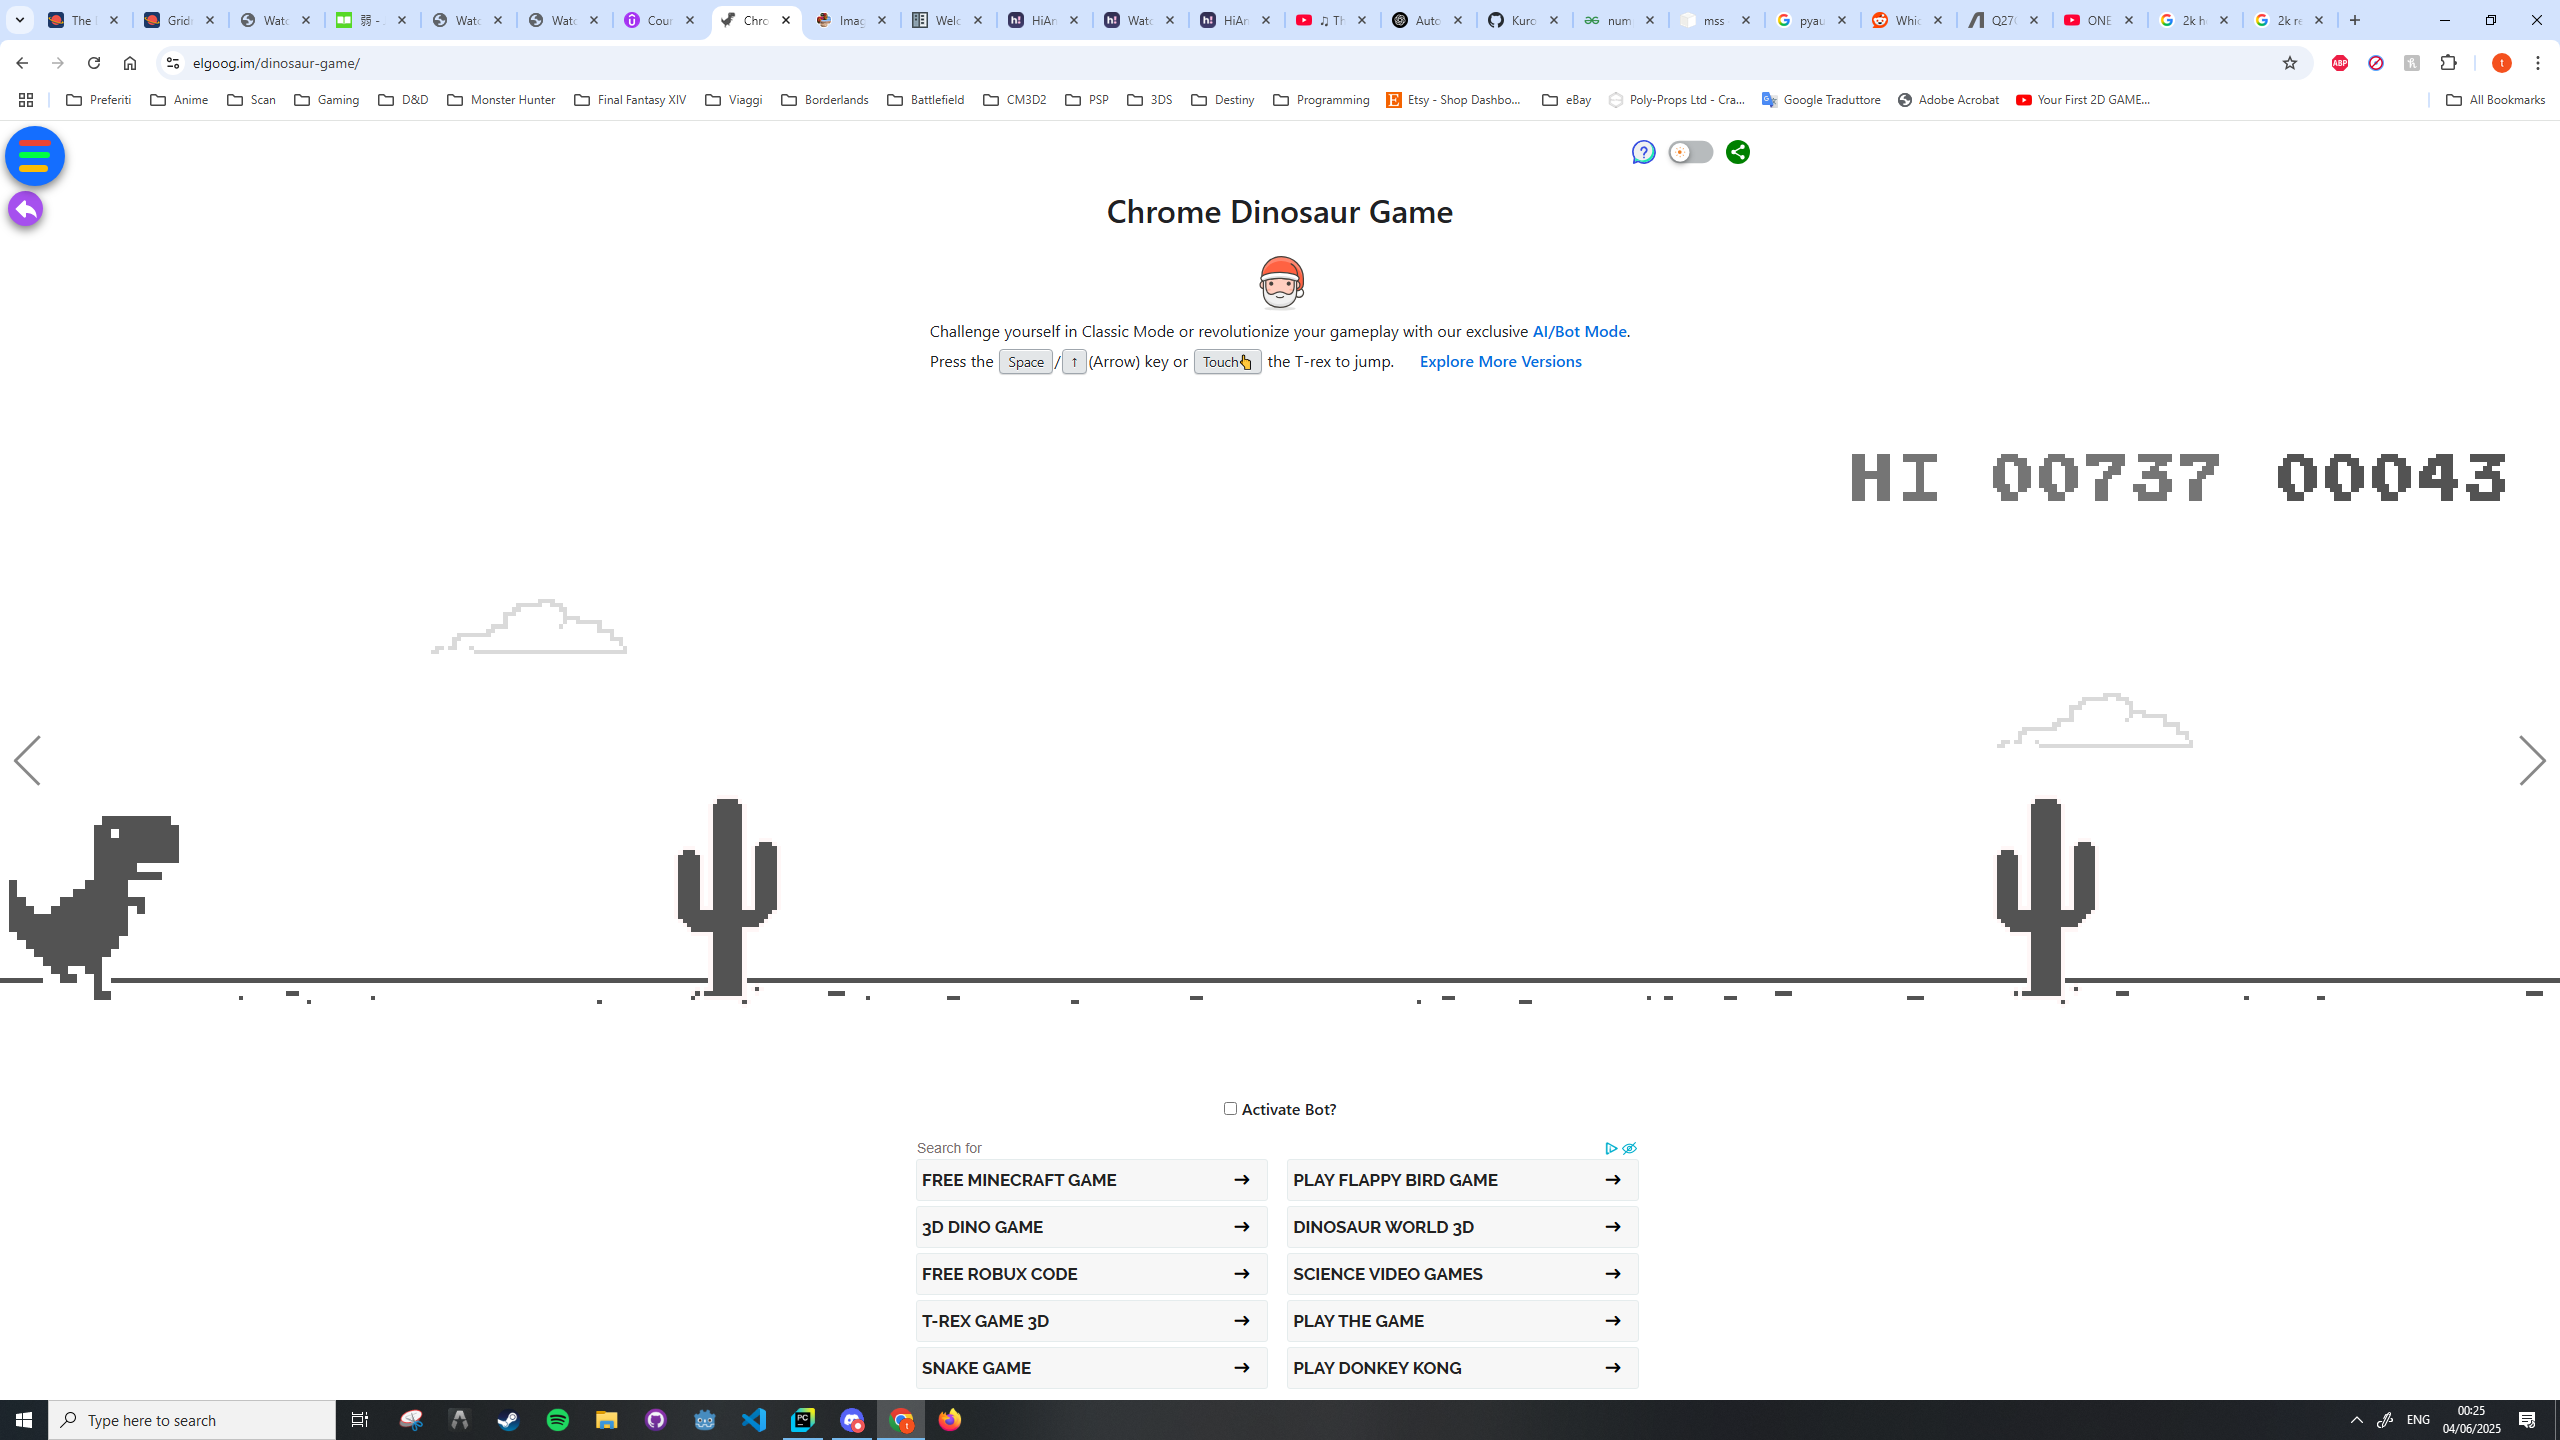 The
Gridr
Watc
弱 -
Watc
Watc
Cour
Chro
Imag
Welc
HiAn
Watc
HiAn
♫ Th
Auto
Kuro
num
mss
pyau
Whic
Q27
ONE
2k h
2k re
elgoog.im/dinosaur-game/
ABP
t
Preferiti
Anime
Scan
Gaming
D&D
Monster Hunter
Final Fantasy XIV
Viaggi
Borderlands
Battlefield
CM3D2
PSP
3DS
Destiny
Programming
Etsy - Shop Dashbo...
eBay
Poly-Props Ltd - Cra...
Google Traduttore
Adobe Acrobat
Your First 2D GAME...
All Bookmarks
Chrome Dinosaur Game
Challenge yourself in Classic Mode or revolutionize your gameplay with our exclusive AI/Bot Mode.
Press the Space/↑(Arrow) key or Touch👆 the T-rex to jump. Explore More Versions
HI 00737 00043
Activate Bot?
Search for
FREE MINECRAFT GAME
PLAY FLAPPY BIRD GAME
3D DINO GAME
DINOSAUR WORLD 3D
FREE ROBUX CODE
SCIENCE VIDEO GAMES
T-REX GAME 3D
PLAY THE GAME
SNAKE GAME
PLAY DONKEY KONG
Type here to search
ENG
00:25
04/06/2025